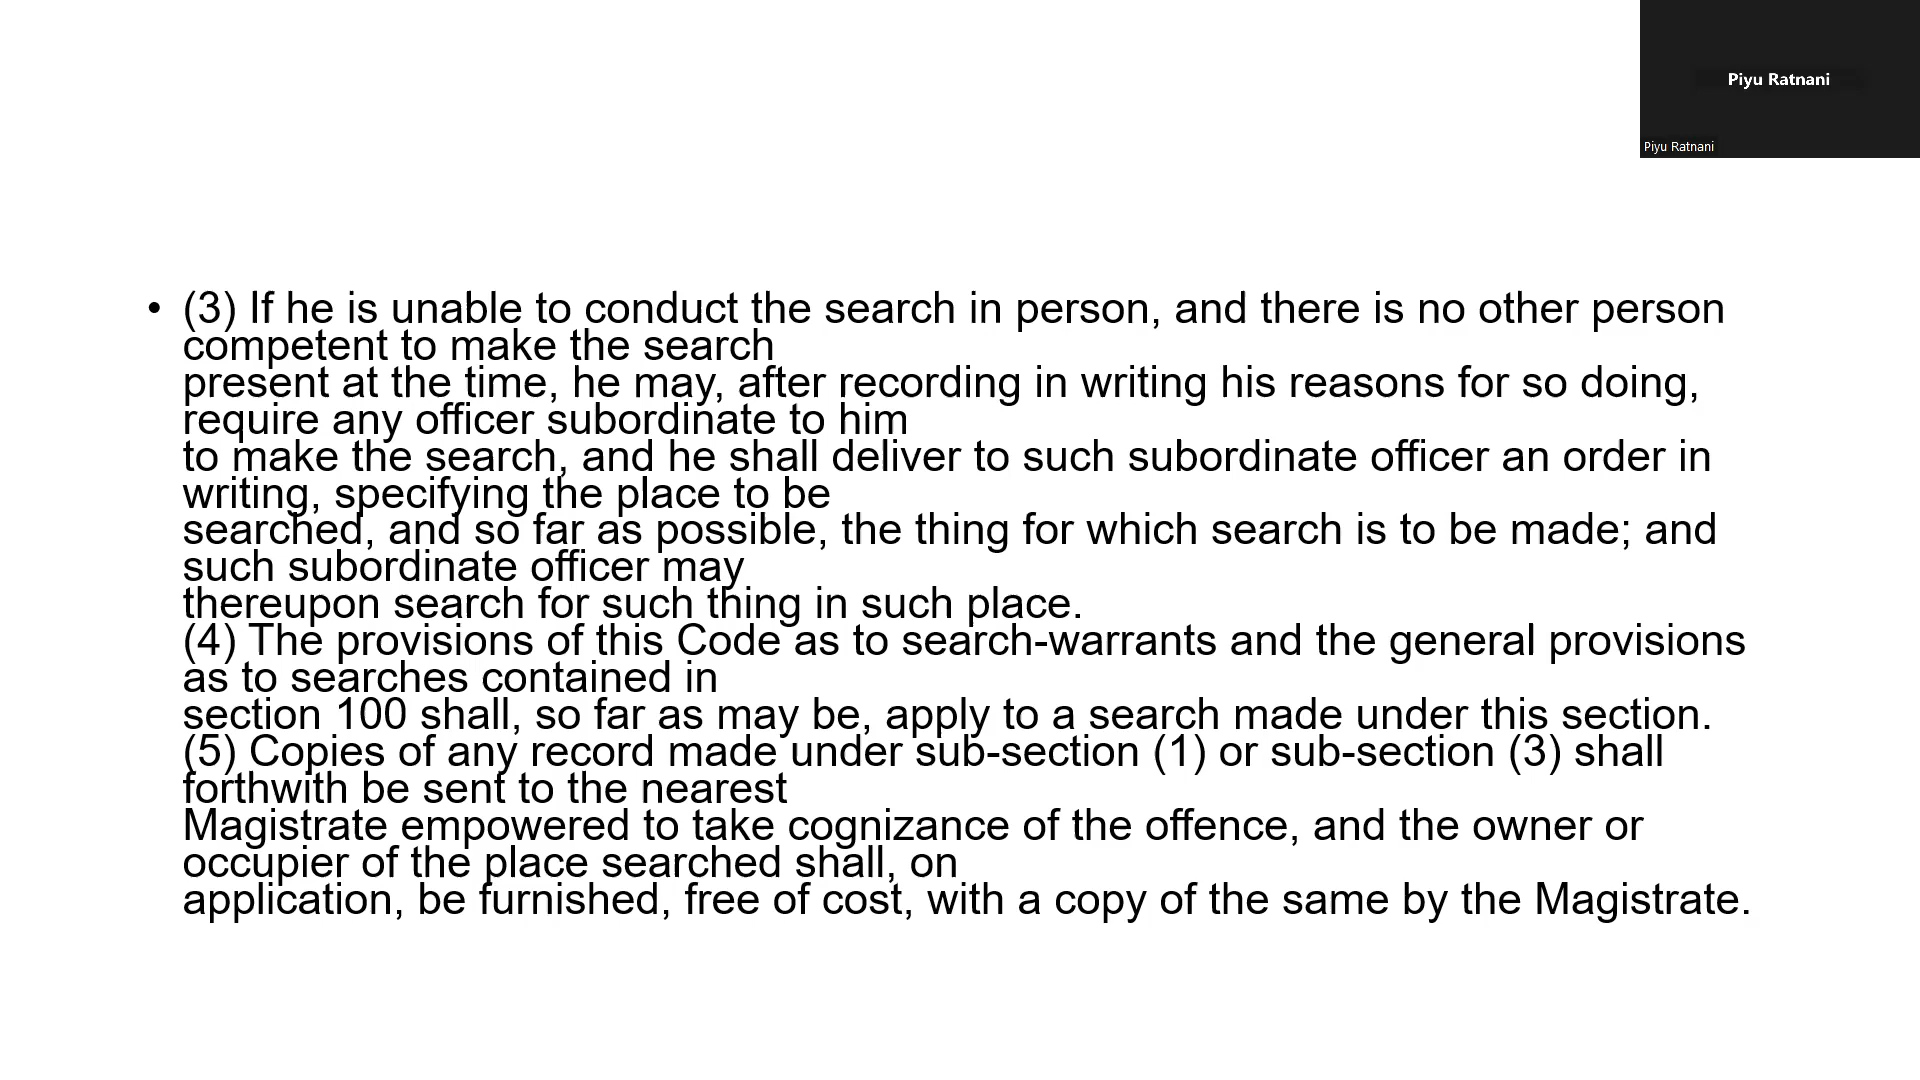 Piyu Ratnani
Piyu Ratnani
• (3) If he is unable to conduct the search in person, and there is no other person
competent to make the search
present at the time, he may, after recording in writing his reasons for so doing,
require any officer subordinate to him
to make the search, and he shall deliver to such subordinate officer an order in
writing, specifying the place to be
searched, and so far as possible, the thing for which search is to be made; and
such subordinate officer may
thereupon search for such thing in such place.
(4) The provisions of this Code as to search-warrants and the general provisions
as to searches contained in
section 100 shall, so far as may be, apply to a search made under this section.
(5) Copies of any record made under sub-section (1) or sub-section (3) shall
forthwith be sent to the nearest
Magistrate empowered to take cognizance of the offence, and the owner or
occupier of the place searched shall, on
application, be furnished, free of cost, with a copy of the same by the Magistrate.